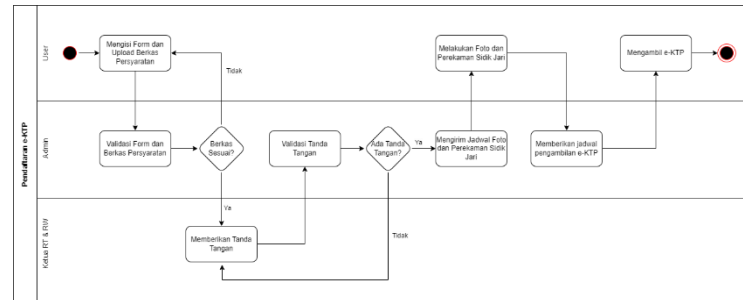 Pendaftaran e-KTP
User
Mengisi Form dan
Upload Berkas
Persyaratan
Tidak
Melakukan Foto dan
Perekaman Sidik Jari
Mengambil e-KTP
Admin
Validasi Form dan
Berkas Persyaratan
Berkas
Sesuai?
Validasi Tanda
Tangan
Ada Tanda
Tangan?
Ya
Mengirim Jadwal Foto
dan Perekaman Sidik
Jari
Memberikan jadwal
pengambilan e-KTP
Ketua RT & RW
Ya
Memberikan Tanda
Tangan
Tidak